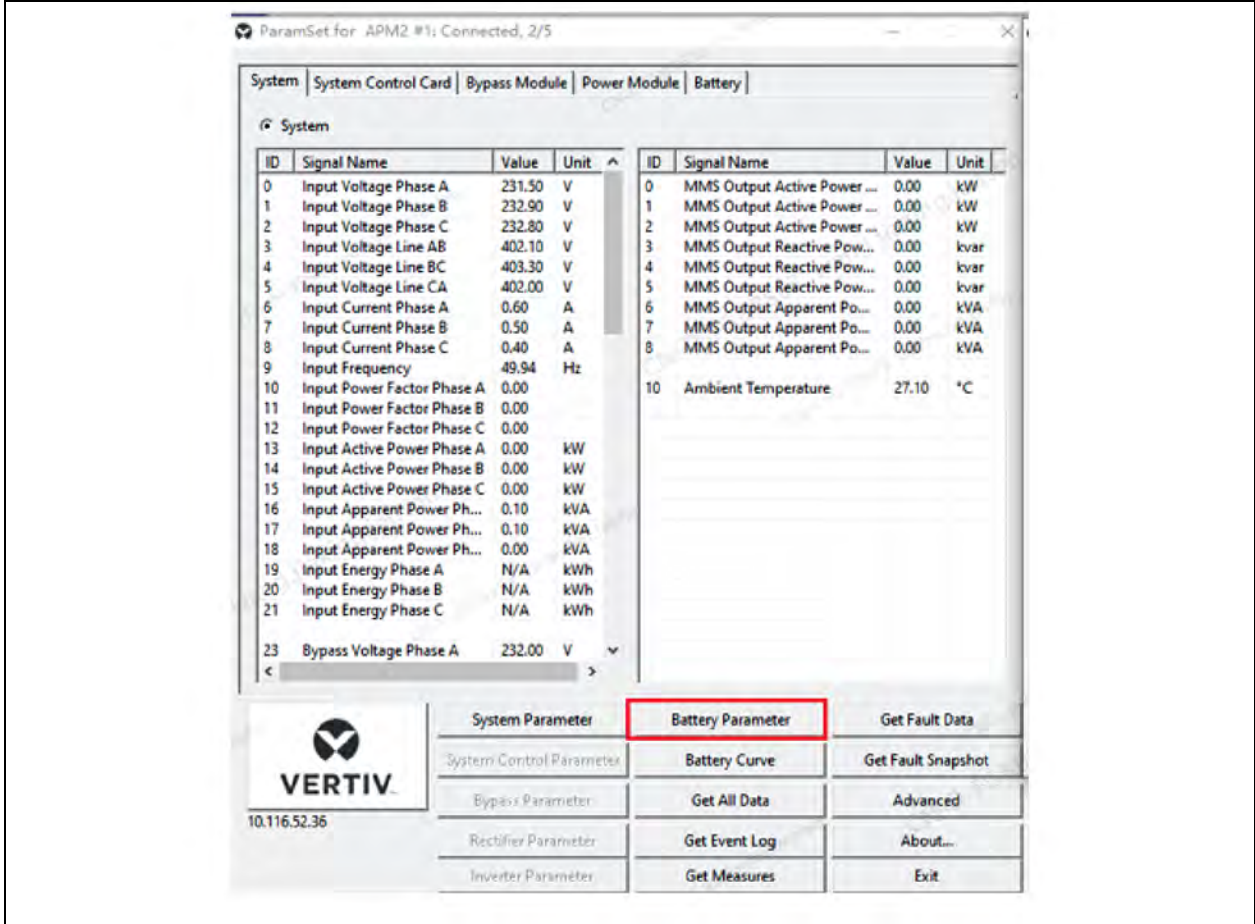 ParamSet for APM2 #1: Connected, 2/5
System System Control Card Bypass Module Power Module Battery
System
ID Signal Name Value Unit
0 Input Voltage Phase A 231.50 V
1 Input Voltage Phase B 232.90 V
2 Input Voltage Phase C 232.80 V
3 Input Voltage Line AB 402.10 V
4 Input Voltage Line BC 403.30 V
5 Input Voltage Line CA 402.00 V
6 Input Current Phase A 0.60 A
7 Input Current Phase B 0.50 A
8 Input Current Phase C 0.40 A
9 Input Frequency 49.94 Hz
10 Input Power Factor Phase A 0.00
11 Input Power Factor Phase B 0.00
12 Input Power Factor Phase C 0.00
13 Input Active Power Phase A 0.00 kW
14 Input Active Power Phase B 0.00 kW
15 Input Active Power Phase C 0.00 kW
16 Input Apparent Power Ph... 0.10 kVA
17 Input Apparent Power Ph... 0.10 kVA
18 Input Apparent Power Ph... 0.00 kVA
19 Input Energy Phase A N/A kWh
20 Input Energy Phase B N/A kWh
21 Input Energy Phase C N/A kWh
23 Bypass Voltage Phase A 232.00 V
ID Signal Name Value Unit
0 MMS Output Active Power ... 0.00 kW
1 MMS Output Active Power ... 0.00 kW
2 MMS Output Active Power ... 0.00 kW
3 MMS Output Reactive Pow... 0.00 kvar
4 MMS Output Reactive Pow... 0.00 kvar
5 MMS Output Reactive Pow... 0.00 kvar
6 MMS Output Apparent Po... 0.00 kVA
7 MMS Output Apparent Po... 0.00 kVA
8 MMS Output Apparent Po... 0.00 kVA
10 Ambient Temperature 27.10 °C
VERTIV
10.116.52.36
System Parameter Battery Parameter Get Fault Data
System Control Parameter Battery Curve Get Fault Snapshot
Bypass Parameter Get All Data Advanced
Rectifier Parameter Get Event Log About...
Inverter Parameter Get Measures Exit